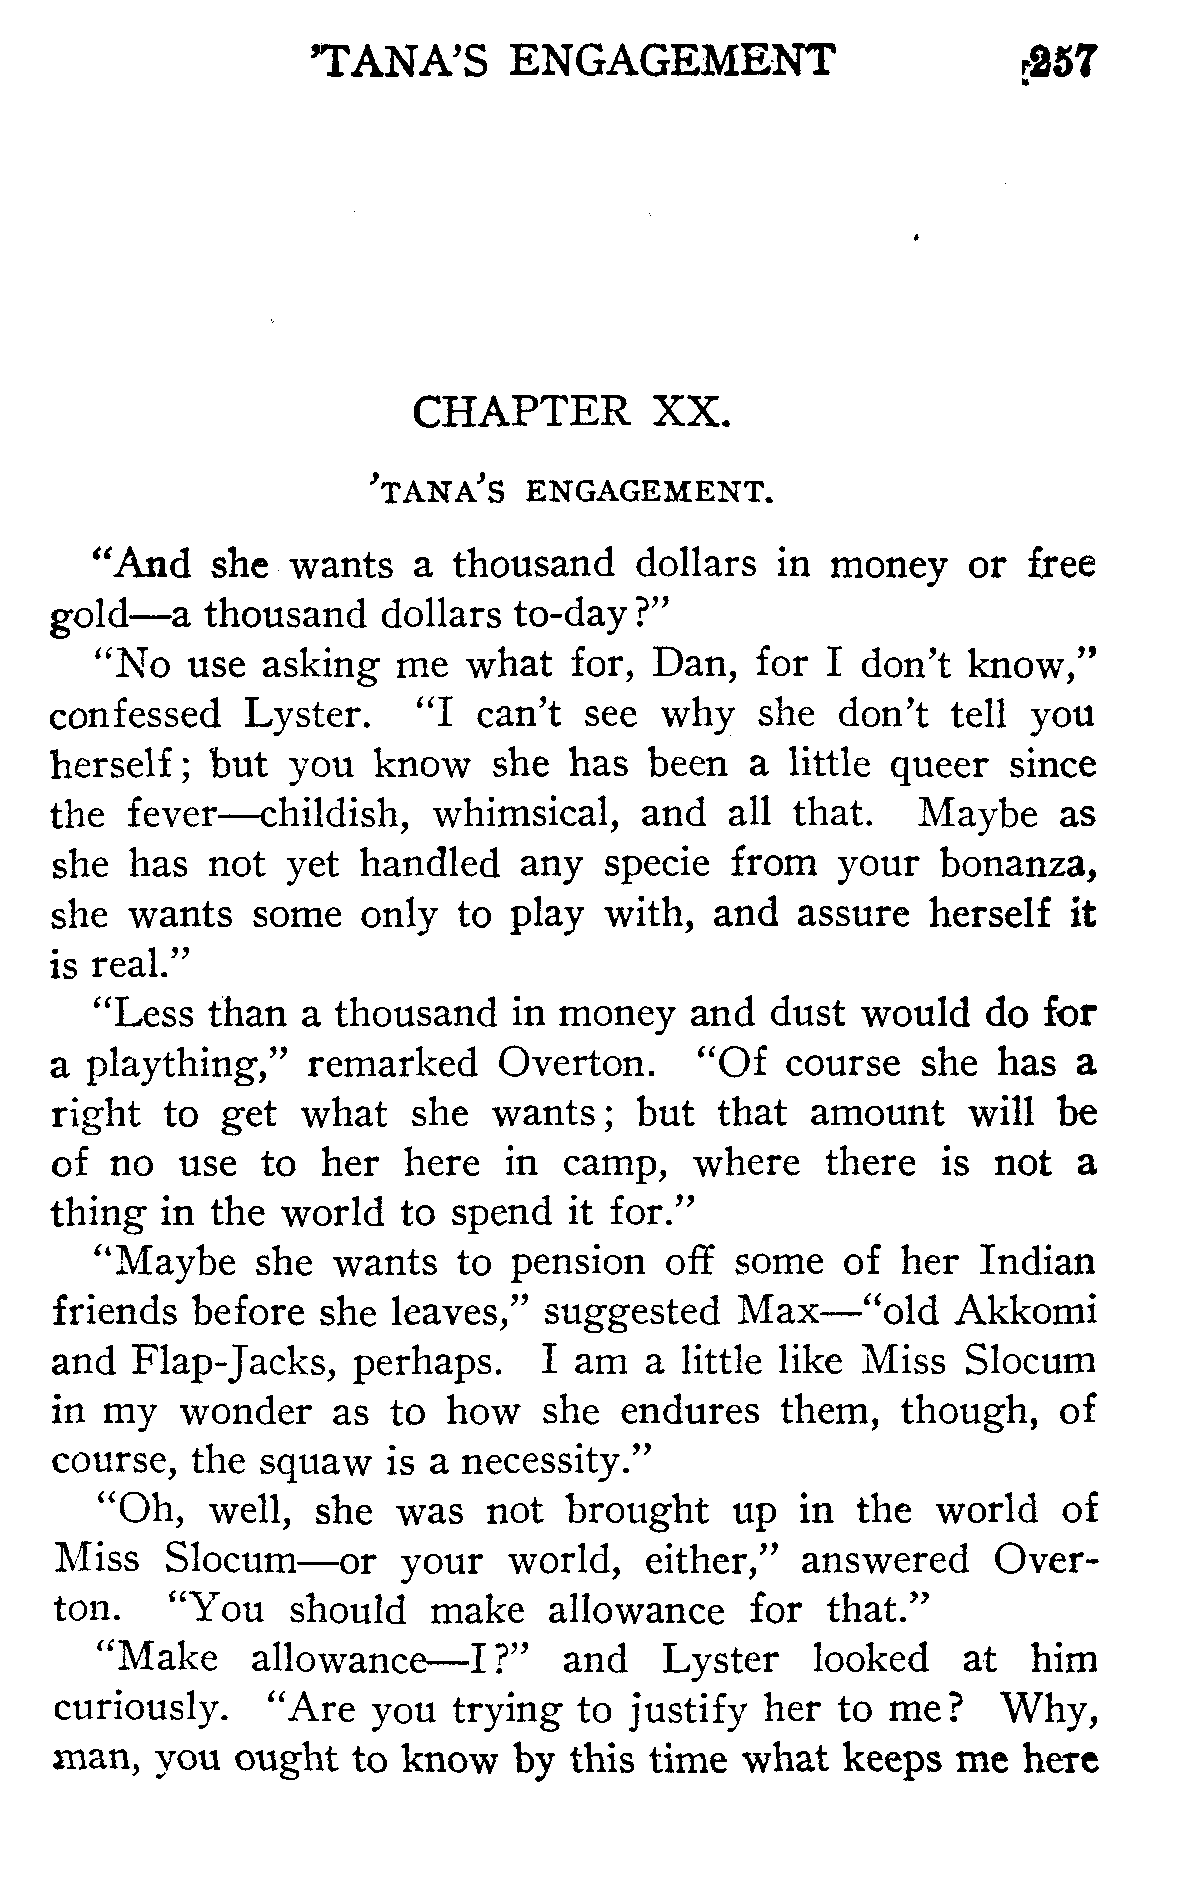 'TANA'S ENGAGEMENT 257
CHAPTER XX.
'TANA'S ENGAGEMENT.
"And she wants a thousand dollars in money or free
gold—a thousand dollars to-day?"
"No use asking me what for, Dan, for I don't know,"
confessed Lyster. "I can't see why she don't tell you
herself; but you know she has been a little queer since
the fever—childish, whimsical, and all that. Maybe as
she has not yet handled any specie from your bonanza,
she wants some only to play with, and assure herself it
is real."
"Less than a thousand in money and dust would do for
a plaything," remarked Overton. "Of course she has a
right to get what she wants; but that amount will be
of no use to her here in camp, where there is not a
thing in the world to spend it for."
"Maybe she wants to pension off some of her Indian
friends before she leaves," suggested Max—"old Akkomi
and Flap-Jacks, perhaps. I am a little like Miss Slocum
in my wonder as to how she endures them, though, of
course, the squaw is a necessity."
"Oh, well, she was not brought up in the world of
Miss Slocum—or your world, either," answered Over-
ton. "You should make allowance for that."
"Make allowance—I?" and Lyster looked at him
curiously. "Are you trying to justify her to me? Why,
man, you ought to know by this time what keeps me here